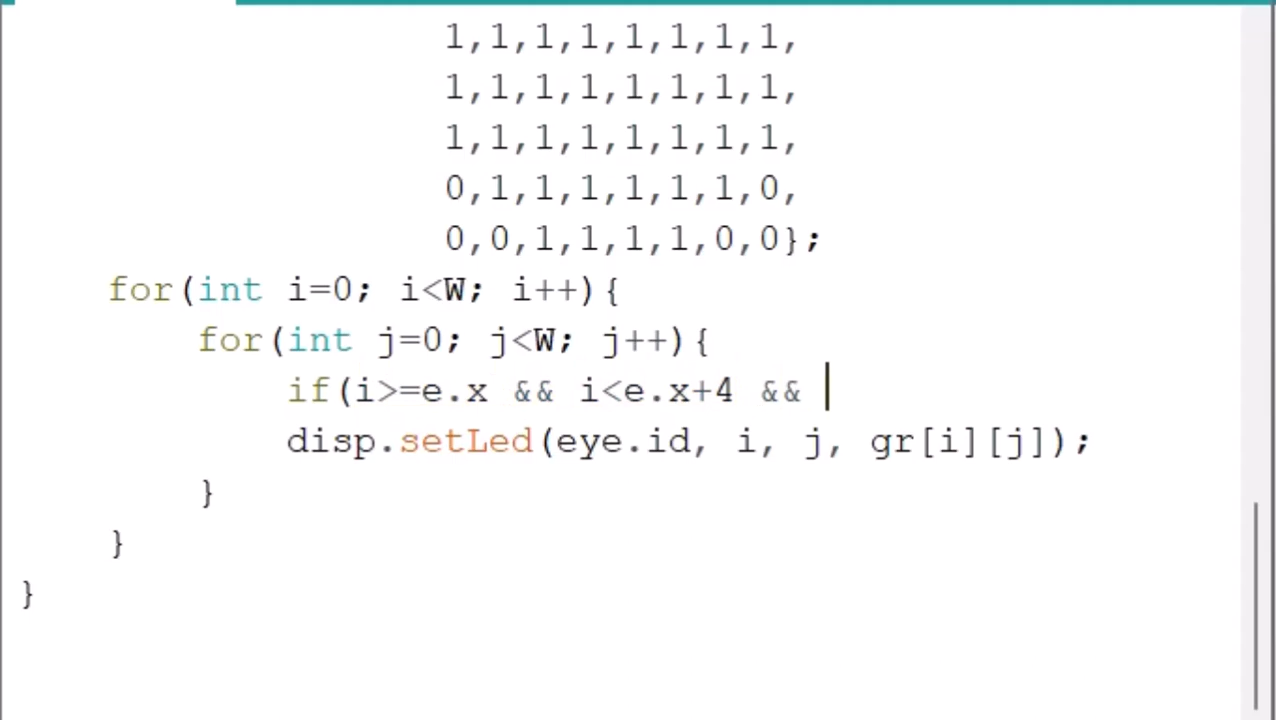 1,1,1,1,1,1,1,1,
1,1,1,1,1,1,1,1,
1,1,1,1,1,1,1,1,
0,1,1,1,1,1,1,0,
0,0,1,1,1,1,0,0};
for(int i=0; i<W; i++){
for(int j=0; j<W; j++){
if(i>=e.x && i<e.x+4 &&
disp.setLed(eye.id, i, j, gr[i][j]);
}
}
}